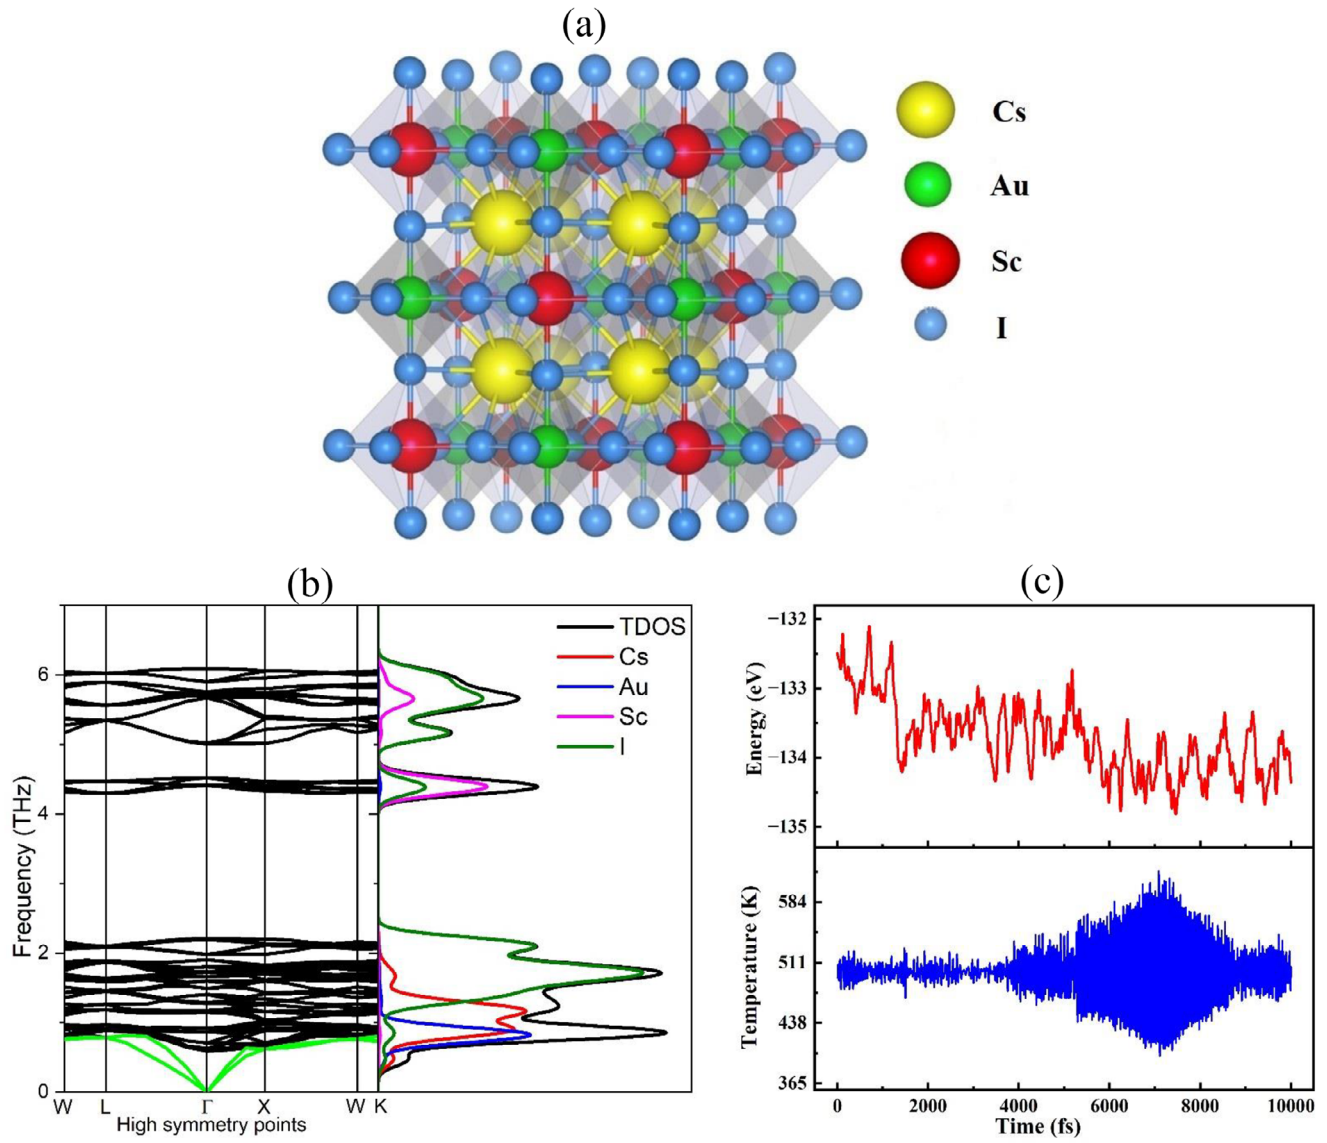 (a)
Cs
Au
Sc
I
(b)
(c)
TDOS
Cs
Au
Sc
I
6
4
2
0
Frequency (THz)
W L Γ X W K
High symmetry points
−132
−133
−134
−135
Energy (eV)
584
511
438
365
Temperature (K)
0 2000 4000 6000 8000 10000
Time (fs)